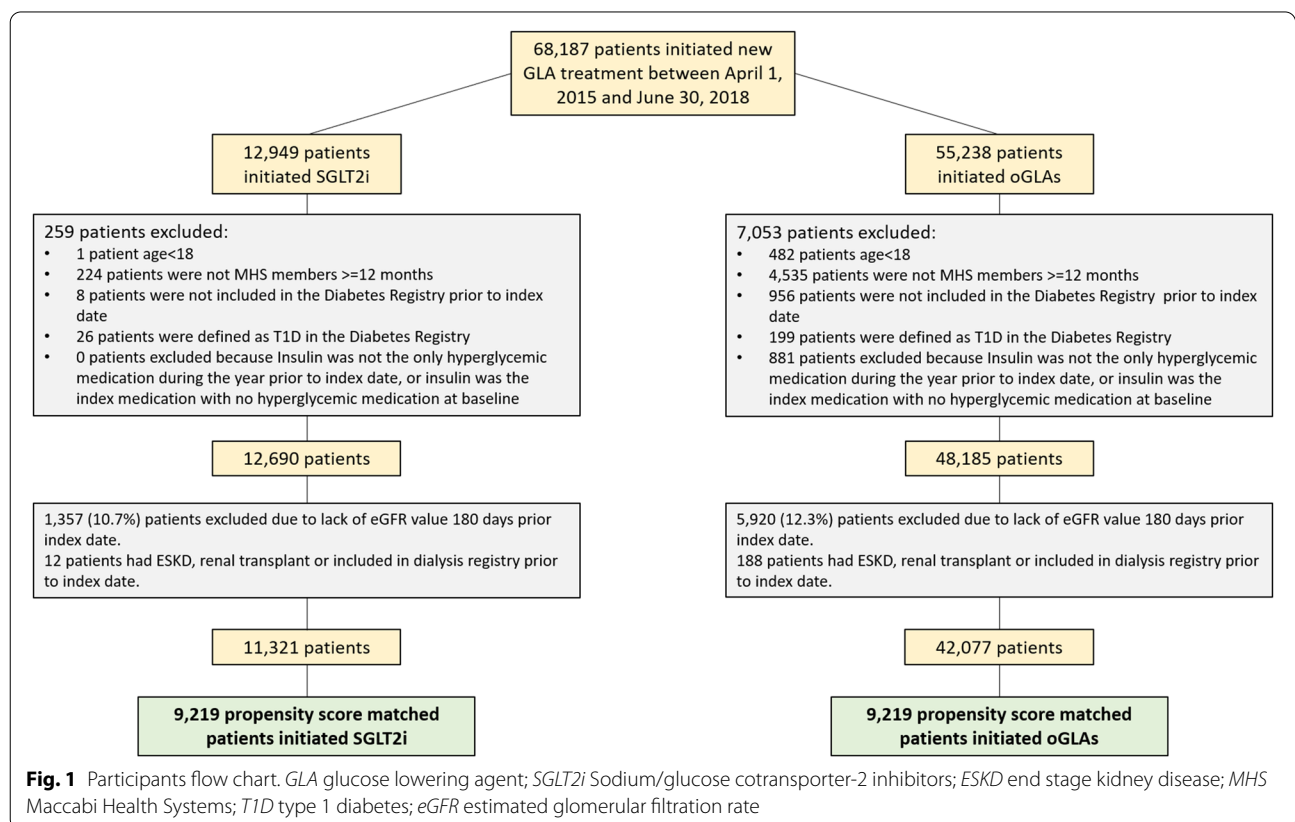 68,187 patients initiated new
GLA treatment between April 1,
2015 and June 30, 2018
12,949 patients
initiated SGLT2i
55,238 patients
initiated oGLAs
259 patients excluded:
• 1 patient age<18
• 224 patients were not MHS members >=12 months
• 8 patients were not included in the Diabetes Registry prior to index
date
• 26 patients were defined as T1D in the Diabetes Registry
• 0 patients excluded because Insulin was not the only hyperglycemic
medication during the year prior to index date, or insulin was the
index medication with no hyperglycemic medication at baseline
7,053 patients excluded:
• 482 patients age<18
• 4,535 patients were not MHS members >=12 months
• 956 patients were not included in the Diabetes Registry prior to index
date
• 199 patients were defined as T1D in the Diabetes Registry
• 881 patients excluded because Insulin was not the only hyperglycemic
medication during the year prior to index date, or insulin was the
index medication with no hyperglycemic medication at baseline
12,690 patients
48,185 patients
1,357 (10.7%) patients excluded due to lack of eGFR value 180 days prior
index date.
12 patients had ESKD, renal transplant or included in dialysis registry prior
to index date.
5,920 (12.3%) patients excluded due to lack of eGFR value 180 days prior
index date.
188 patients had ESKD, renal transplant or included in dialysis registry prior
to index date.
11,321 patients
42,077 patients
9,219 propensity score matched
patients initiated SGLT2i
9,219 propensity score matched
patients initiated oGLAs
Fig. 1 Participants flow chart. GLA glucose lowering agent; SGLT2i Sodium/glucose cotransporter-2 inhibitors; ESKD end stage kidney disease; MHS
Maccabi Health Systems; T1D type 1 diabetes; eGFR estimated glomerular filtration rate